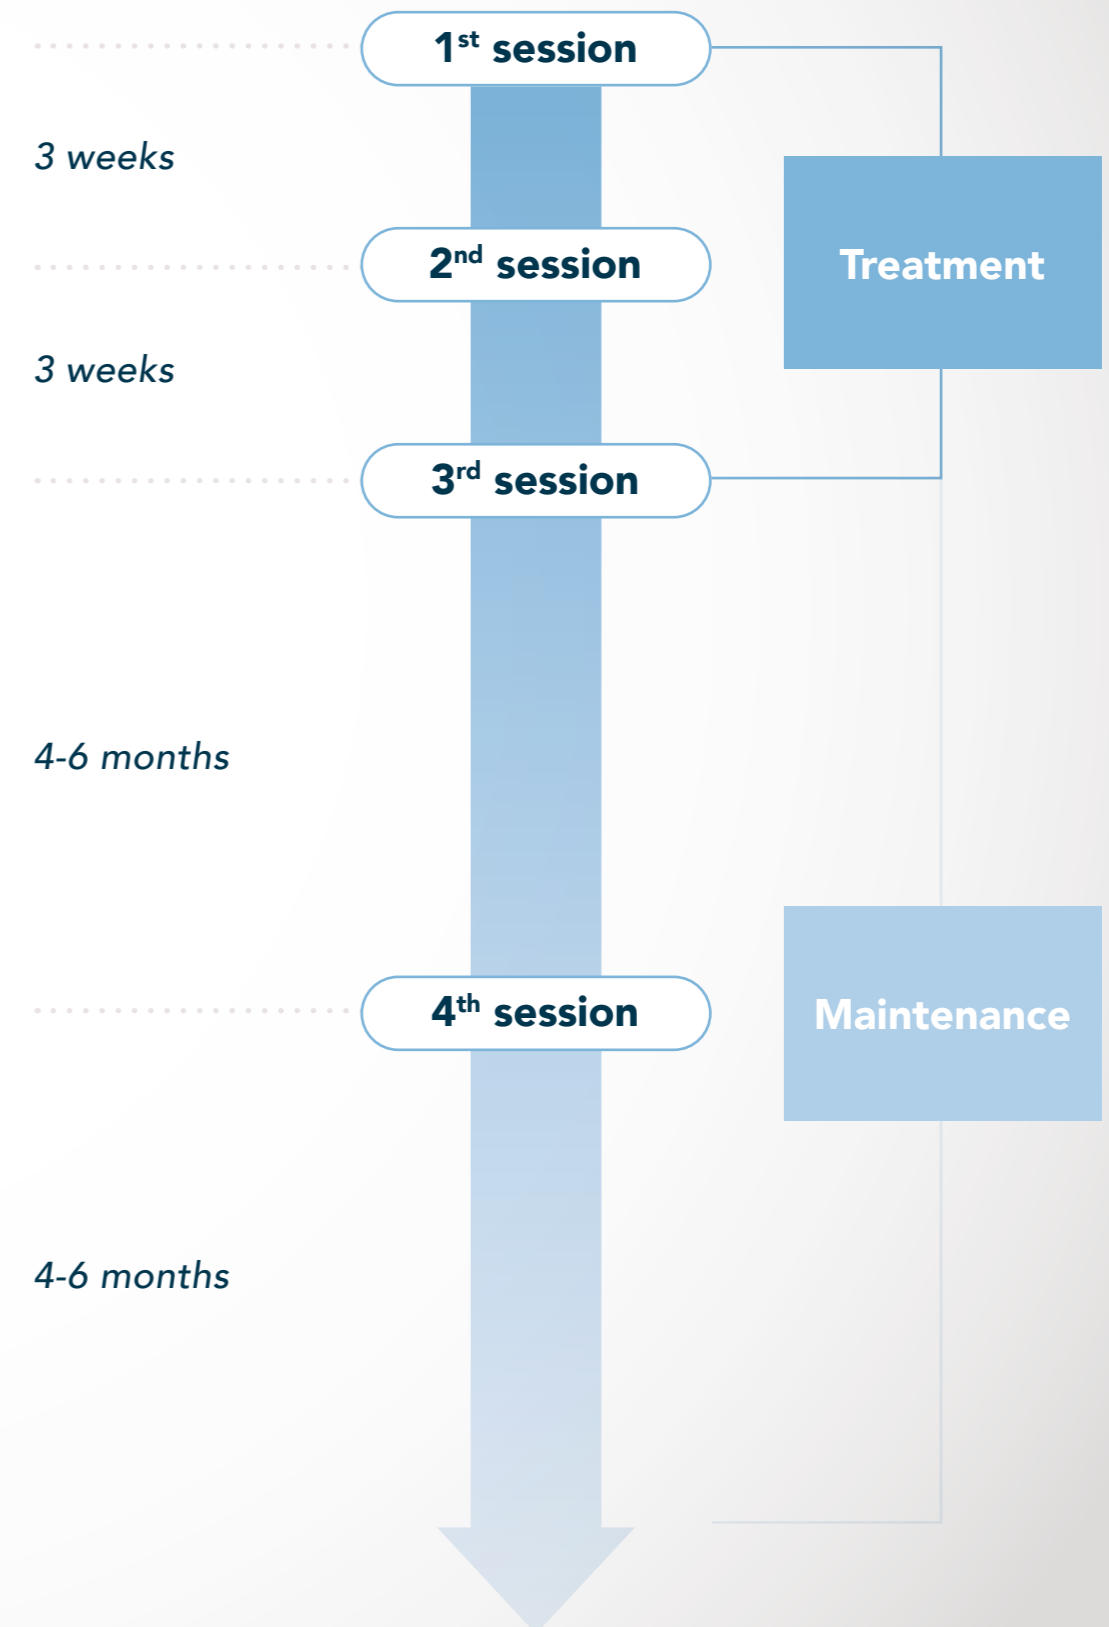 1st session
3 weeks
2nd session
Treatment
3 weeks
3rd session
4-6 months
4th session
Maintenance
4-6 months